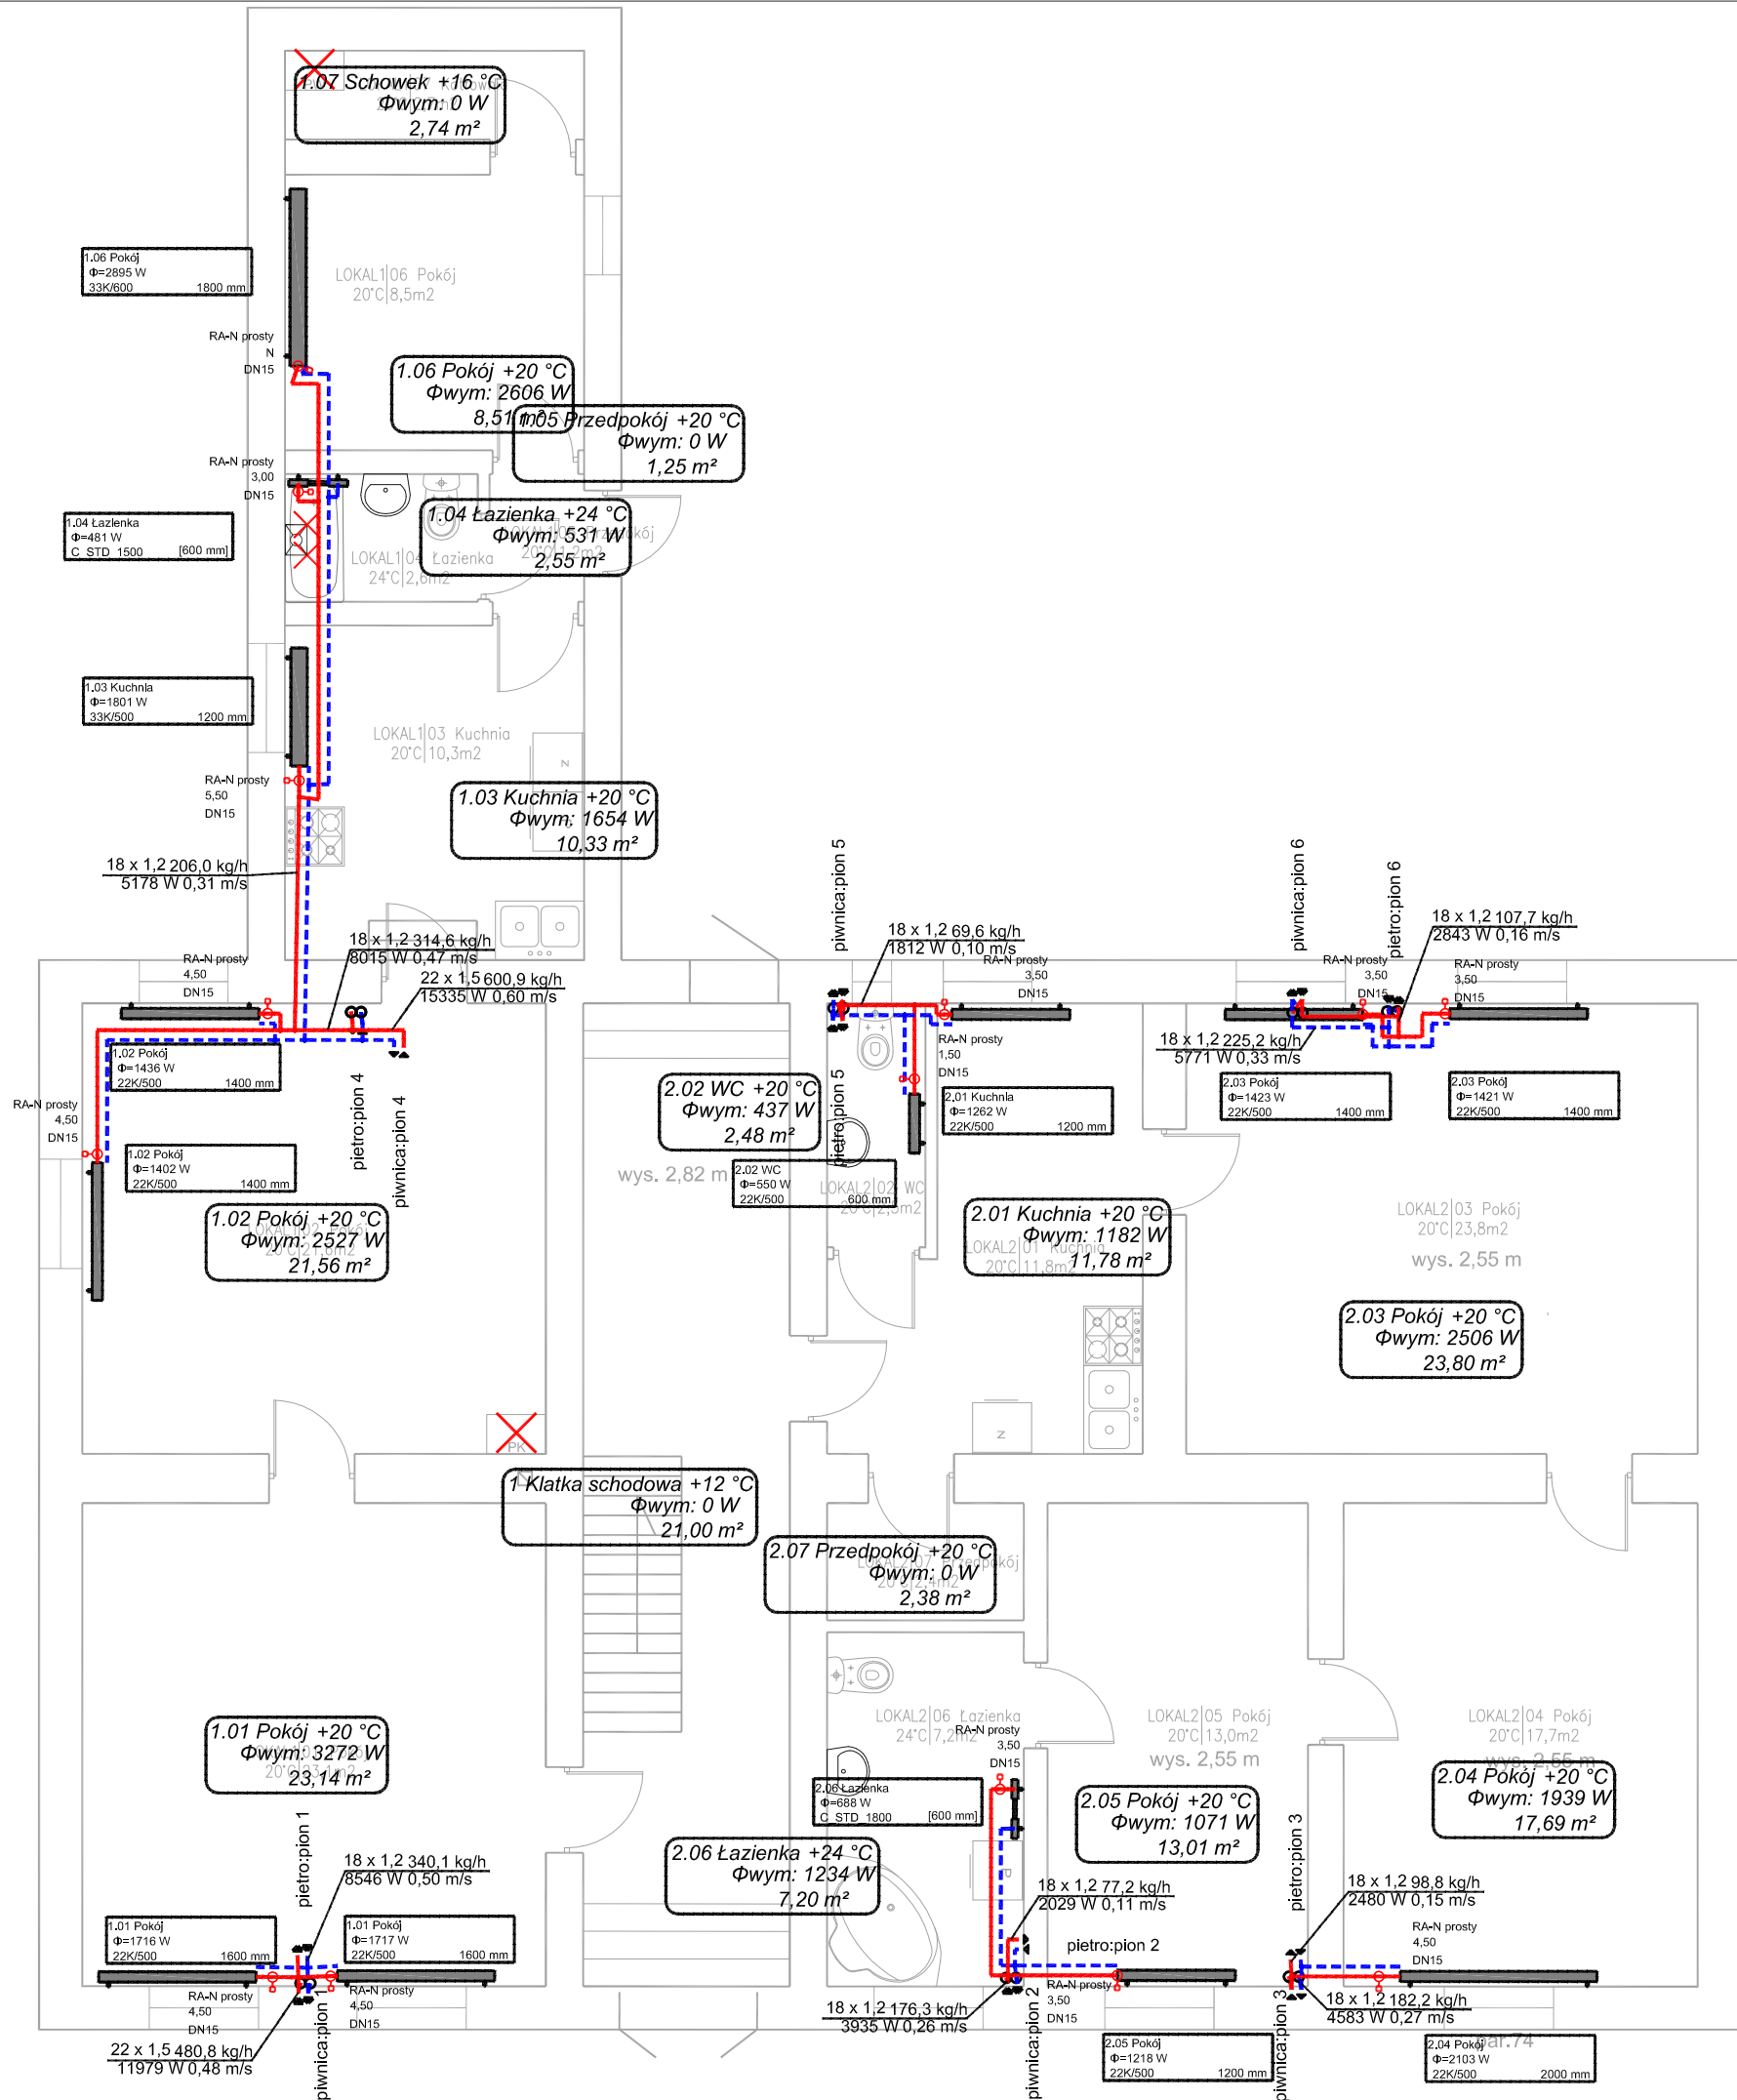 1.07 Schowek +16 °C
Φwym: 0 W
2,74 m²
1.06 Pokój
Φ=2895 W
33K/600 1800 mm
LOKAL1|06 Pokój
20°C|8,5m2
RA-N prosty
N
DN15
1.06 Pokój +20 °C
Φwym: 2606 W
8,51 m²
1.05 Przedpokój +20 °C
Φwym: 0 W
1,25 m²
RA-N prosty
3,00
DN15
1.04 Łazienka +24 °C
Φwym: 531 W
2,55 m²
1.04 Łazienka
Φ=481 W
C_STD_1500 [600 mm]
LOKAL1|04 Łazienka
24°C|2,6m2
1.03 Kuchnia
Φ=1801 W
33K/500 1200 mm
LOKAL1|03 Kuchnia
20°C|10,3m2
N
RA-N prosty
5,50
DN15
1.03 Kuchnia +20 °C
Φwym: 1654 W
10,33 m²
18 x 1,2 206,0 kg/h
5178 W 0,31 m/s
18 x 1,2 314,6 kg/h
8015 W 0,47 m/s
22 x 1,5 600,9 kg/h
15335 W 0,60 m/s
RA-N prosty
4,50
DN15
piwnica:pion 5
18 x 1,2 69,6 kg/h
1812 W 0,10 m/s
RA-N prosty
3,50
DN15
piwnica:pion 6
pietro:pion 6
18 x 1,2 107,7 kg/h
2843 W 0,16 m/s
RA-N prosty
3,50
DN15
RA-N prosty
3,50
DN15
18 x 1,2 225,2 kg/h
5771 W 0,33 m/s
1.02 Pokój
Φ=1436 W
22K/500 1400 mm
RA-N prosty
4,50
DN15
pietro:pion 4
piwnica:pion 4
1.02 Pokój
Φ=1402 W
22K/500 1400 mm
1.02 Pokój +20 °C
Φwym: 2527 W
21,56 m²
2.02 WC +20 °C
Φwym: 437 W
2,48 m²
wys. 2,82 m
pietro:pion 5
RA-N prosty
1,50
DN15
2.01 Kuchnia
Φ=1262 W
22K/500 1200 mm
2.03 Pokój
Φ=1423 W
22K/500 1400 mm
2.03 Pokój
Φ=1421 W
22K/500 1400 mm
2.02 WC
Φ=550 W
22K/500 600 mm
LOKAL2|02 WC
20°C|2,5m2
2.01 Kuchnia +20 °C
Φwym: 1182 W
11,78 m²
LOKAL2|01 Kuchnia
20°C|11,8m2
LOKAL2|03 Pokój
20°C|23,8m2
wys. 2,55 m
2.03 Pokój +20 °C
Φwym: 2506 W
23,80 m²
PK
N
1 Klatka schodowa +12 °C
Φwym: 0 W
21,00 m²
2.07 Przedpokój +20 °C
Φwym: 0 W
2,38 m²
1.01 Pokój +20 °C
Φwym: 3272 W
23,14 m²
LOKAL2|06 Łazienka
24°C|7,2m2
RA-N prosty
3,50
DN15
LOKAL2|05 Pokój
20°C|13,0m2
wys. 2,55 m
LOKAL2|04 Pokój
20°C|17,7m2
wys. 2,55 m
2.04 Pokój +20 °C
Φwym: 1939 W
17,69 m²
2.06 Łazienka
Φ=688 W
C_STD_1800 [600 mm]
2.05 Pokój +20 °C
Φwym: 1071 W
13,01 m²
2.06 Łazienka +24 °C
Φwym: 1234 W
7,20 m²
pietro:pion 1
18 x 1,2 340,1 kg/h
8546 W 0,50 m/s
1.01 Pokój
Φ=1716 W
22K/500 1600 mm
1.01 Pokój
Φ=1717 W
22K/500 1600 mm
18 x 1,2 77,2 kg/h
2029 W 0,11 m/s
pietro:pion 2
pietro:pion 3
18 x 1,2 98,8 kg/h
2480 W 0,15 m/s
RA-N prosty
4,50
DN15
RA-N prosty
4,50
DN15
RA-N prosty
4,50
DN15
piwnica:pion 1
22 x 1,5 480,8 kg/h
11979 W 0,48 m/s
18 x 1,2 176,3 kg/h
3935 W 0,26 m/s
piwnica:pion 2
RA-N prosty
3,50
DN15
piwnica:pion 3
18 x 1,2 182,2 kg/h
4583 W 0,27 m/s
2.05 Pokój
Φ=1218 W
22K/500 1200 mm
par.74
2.04 Pokój
Φ=2103 W
22K/500 2000 mm